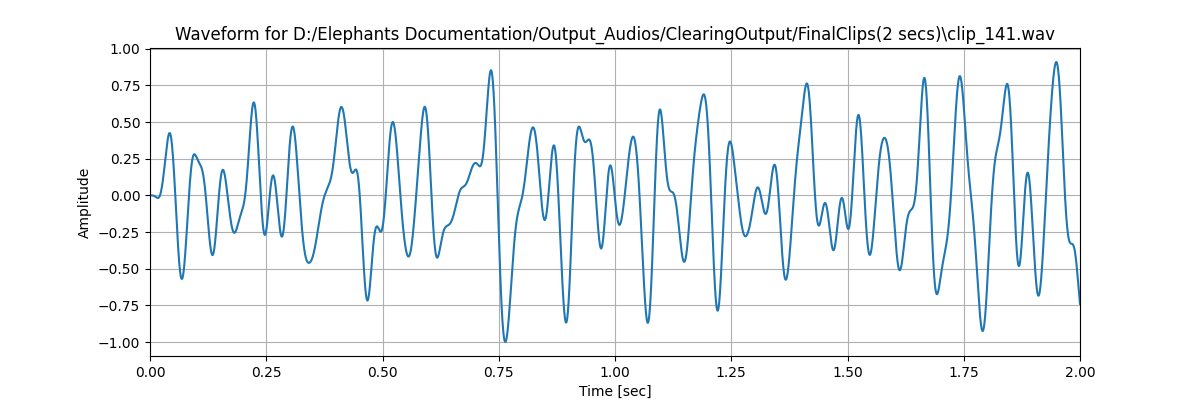 Waveform for D:/Elephants Documentation/Output_Audios/ClearingOutput/FinalClips(2 secs)\clip_141.wav
1.00
0.75
0.50
0.25
0.00
−0.25
−0.50
−0.75
−1.00
Amplitude
0.00 0.25 0.50 0.75 1.00 1.25 1.50 1.75 2.00
Time [sec]